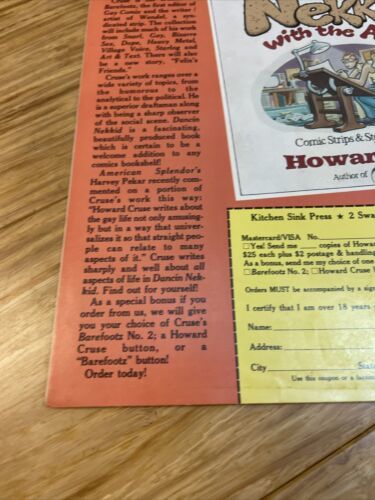 Barefootz, the first editor of
Gay Comix and the writer /
artist of Wendel, a syn-
dicated strip. The collection
will include much of his work
from Snarf, Gay, Bizarre
Sex, Dope, Heavy Metal,
Village Voice, Starlog and
Art & Text. There will also
be a new story, "Felix's
Friends."
Cruse's work ranges over a
wide variety of topics, from
the humorous to the
analytical to the political. He
is a superior draftsman along
with being a sharp observer
of the social scene. Dancin
Nekkid is a fascinating,
beautifully produced book
which is certain to be a
welcome addition to any
comics bookshelf!
American Splendor's
Harvey Pekar recently com-
mented on a portion of
Cruse's work this way:
"Howard Cruse writes about
the gay life not only amusing-
ly but in a way that univer-
salizes it so that straight peo-
ple can relate to many
aspects of it." Cruse writes
sharply and well about all
aspects of life in Dancin Nek-
kid. Find out for yourself!
As a special bonus if you
order from us, we will give
you your choice of Cruse's
Barefootz No. 2; a Howard
Cruse button, or a
"Barefootz" button!
Order today!
with the A
Comic Strips & St
Howar
Author of
Kitchen Sink Press ★ 2 Swa
Mastercard/VISA No.
□Yes! Send me ____ copies of Howar
$25 each plus $2 postage & handling
As a bonus, send me my choice of one
□Barefootz No. 2; □Howard Cruse
Orders MUST be accompanied by a sign
I certify that I am over 18 years
Name:
Address:
City
State
Use this coupon or a facsim